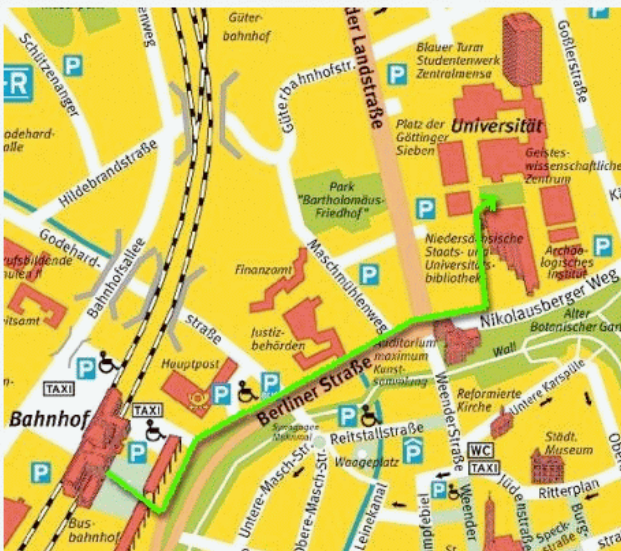 Güter-
bahnhof
Schützenanger
P
-R
Hildebrandstraße
Güterbahnhofstr.
der Landstraße
P
Blauer Turm
Studentenwerk
Zentralmensa
Goßlerstraße
P
Platz der
Göttinger
Sieben
Universität
Geistes-
wissenschaftliches
Zentrum
Park
"Bartholomäus-
Friedhof"
P
Godehard-
straße
Bahnhofsallee
Finanzamt
Maschmühlenweg
P
Niedersächsische
Staats- und
Universitäts-
bibliothek
Archäo-
logisches
Institut
P
Justiz-
behörden
Nikolausberger Weg
Alter
Wall
Auditorium
maximum
Kunst-
sammlung
Hauptpost
P
P
P
TAXI
TAXI
Bahnhof
P
P
Bus-
bahnhof
Berliner Straße
Synagogen
Mahnmal
P
Reitstallstraße
Waageplatz
P
Untere-Masch-Str.
Obere-Masch-Str.
Leinekanal
WeenderStraße
Weender
Reformierte
Kirche
Untere Karspüle
WC
TAXI
P
Städt.
Museum
Jüdenstraße
Ritterplan
Speck-
straße
Burg